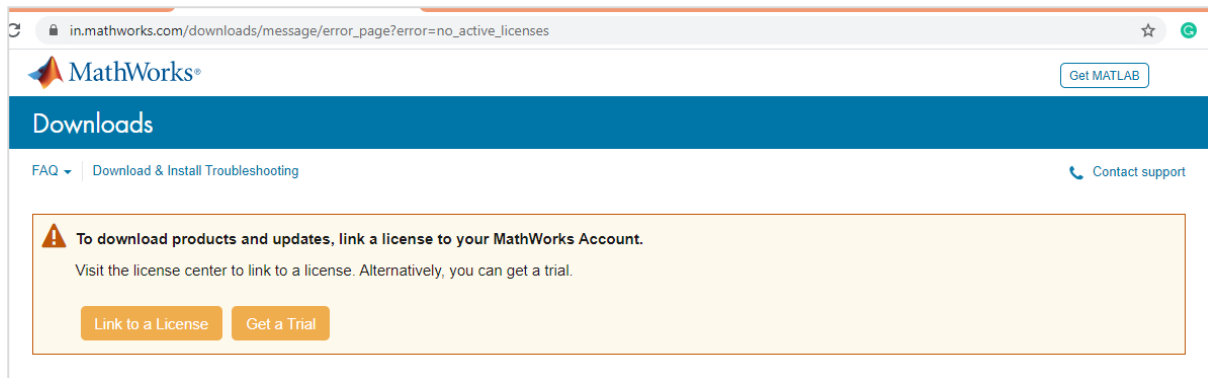 in.mathworks.com/downloads/message/error_page?error=no_active_licenses
MathWorks®
Get MATLAB
Downloads
FAQ
Download & Install Troubleshooting
Contact support
To download products and updates, link a license to your MathWorks Account.
Visit the license center to link to a license. Alternatively, you can get a trial.
Link to a License
Get a Trial